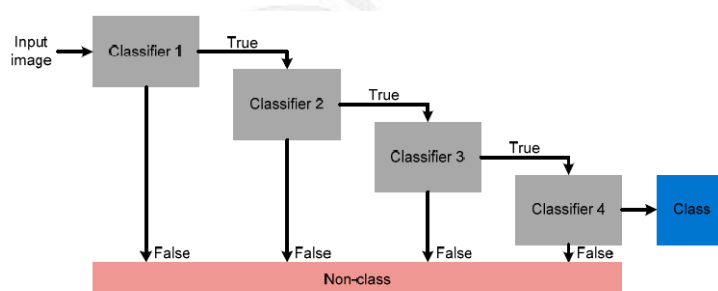 Input
image
Classifier 1
True
Classifier 2
True
Classifier 3
True
Classifier 4
Class
False
False
False
False
Non-class